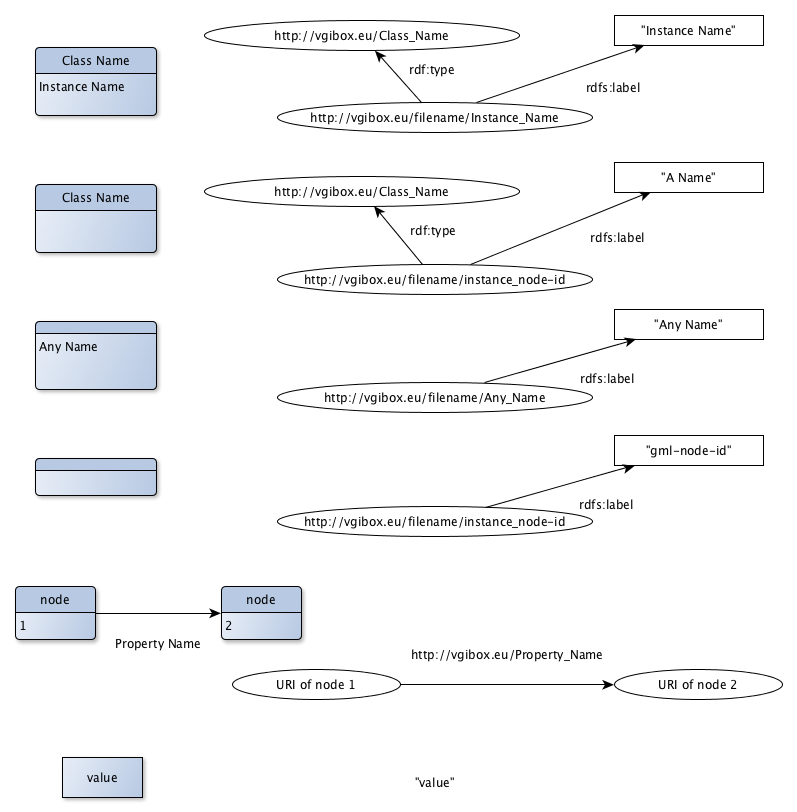 Class Name
Instance Name
http://vgibox.eu/Class_Name
"Instance Name"
rdf:type
rdfs:label
http://vgibox.eu/filename/Instance_Name
Class Name
http://vgibox.eu/Class_Name
"A Name"
rdf:type
rdfs:label
http://vgibox.eu/filename/instance_node-id
Any Name
"Any Name"
rdfs:label
http://vgibox.eu/filename/Any_Name
"gml-node-id"
rdfs:label
http://vgibox.eu/filename/instance_node-id
node
1
Property Name
node
2
http://vgibox.eu/Property_Name
URI of node 1
URI of node 2
value
"value"